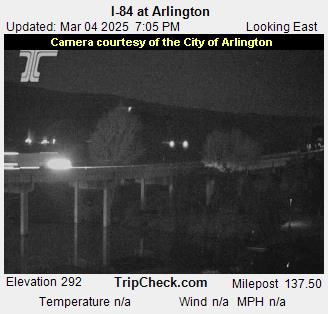 I-84 at Arlington
Updated: Mar 04 2025 7:05 PM Looking East
Camera courtesy of the City of Arlington
Elevation 292 TripCheck.com Milepost 137.50
Temperature n/a Wind n/a MPH n/a